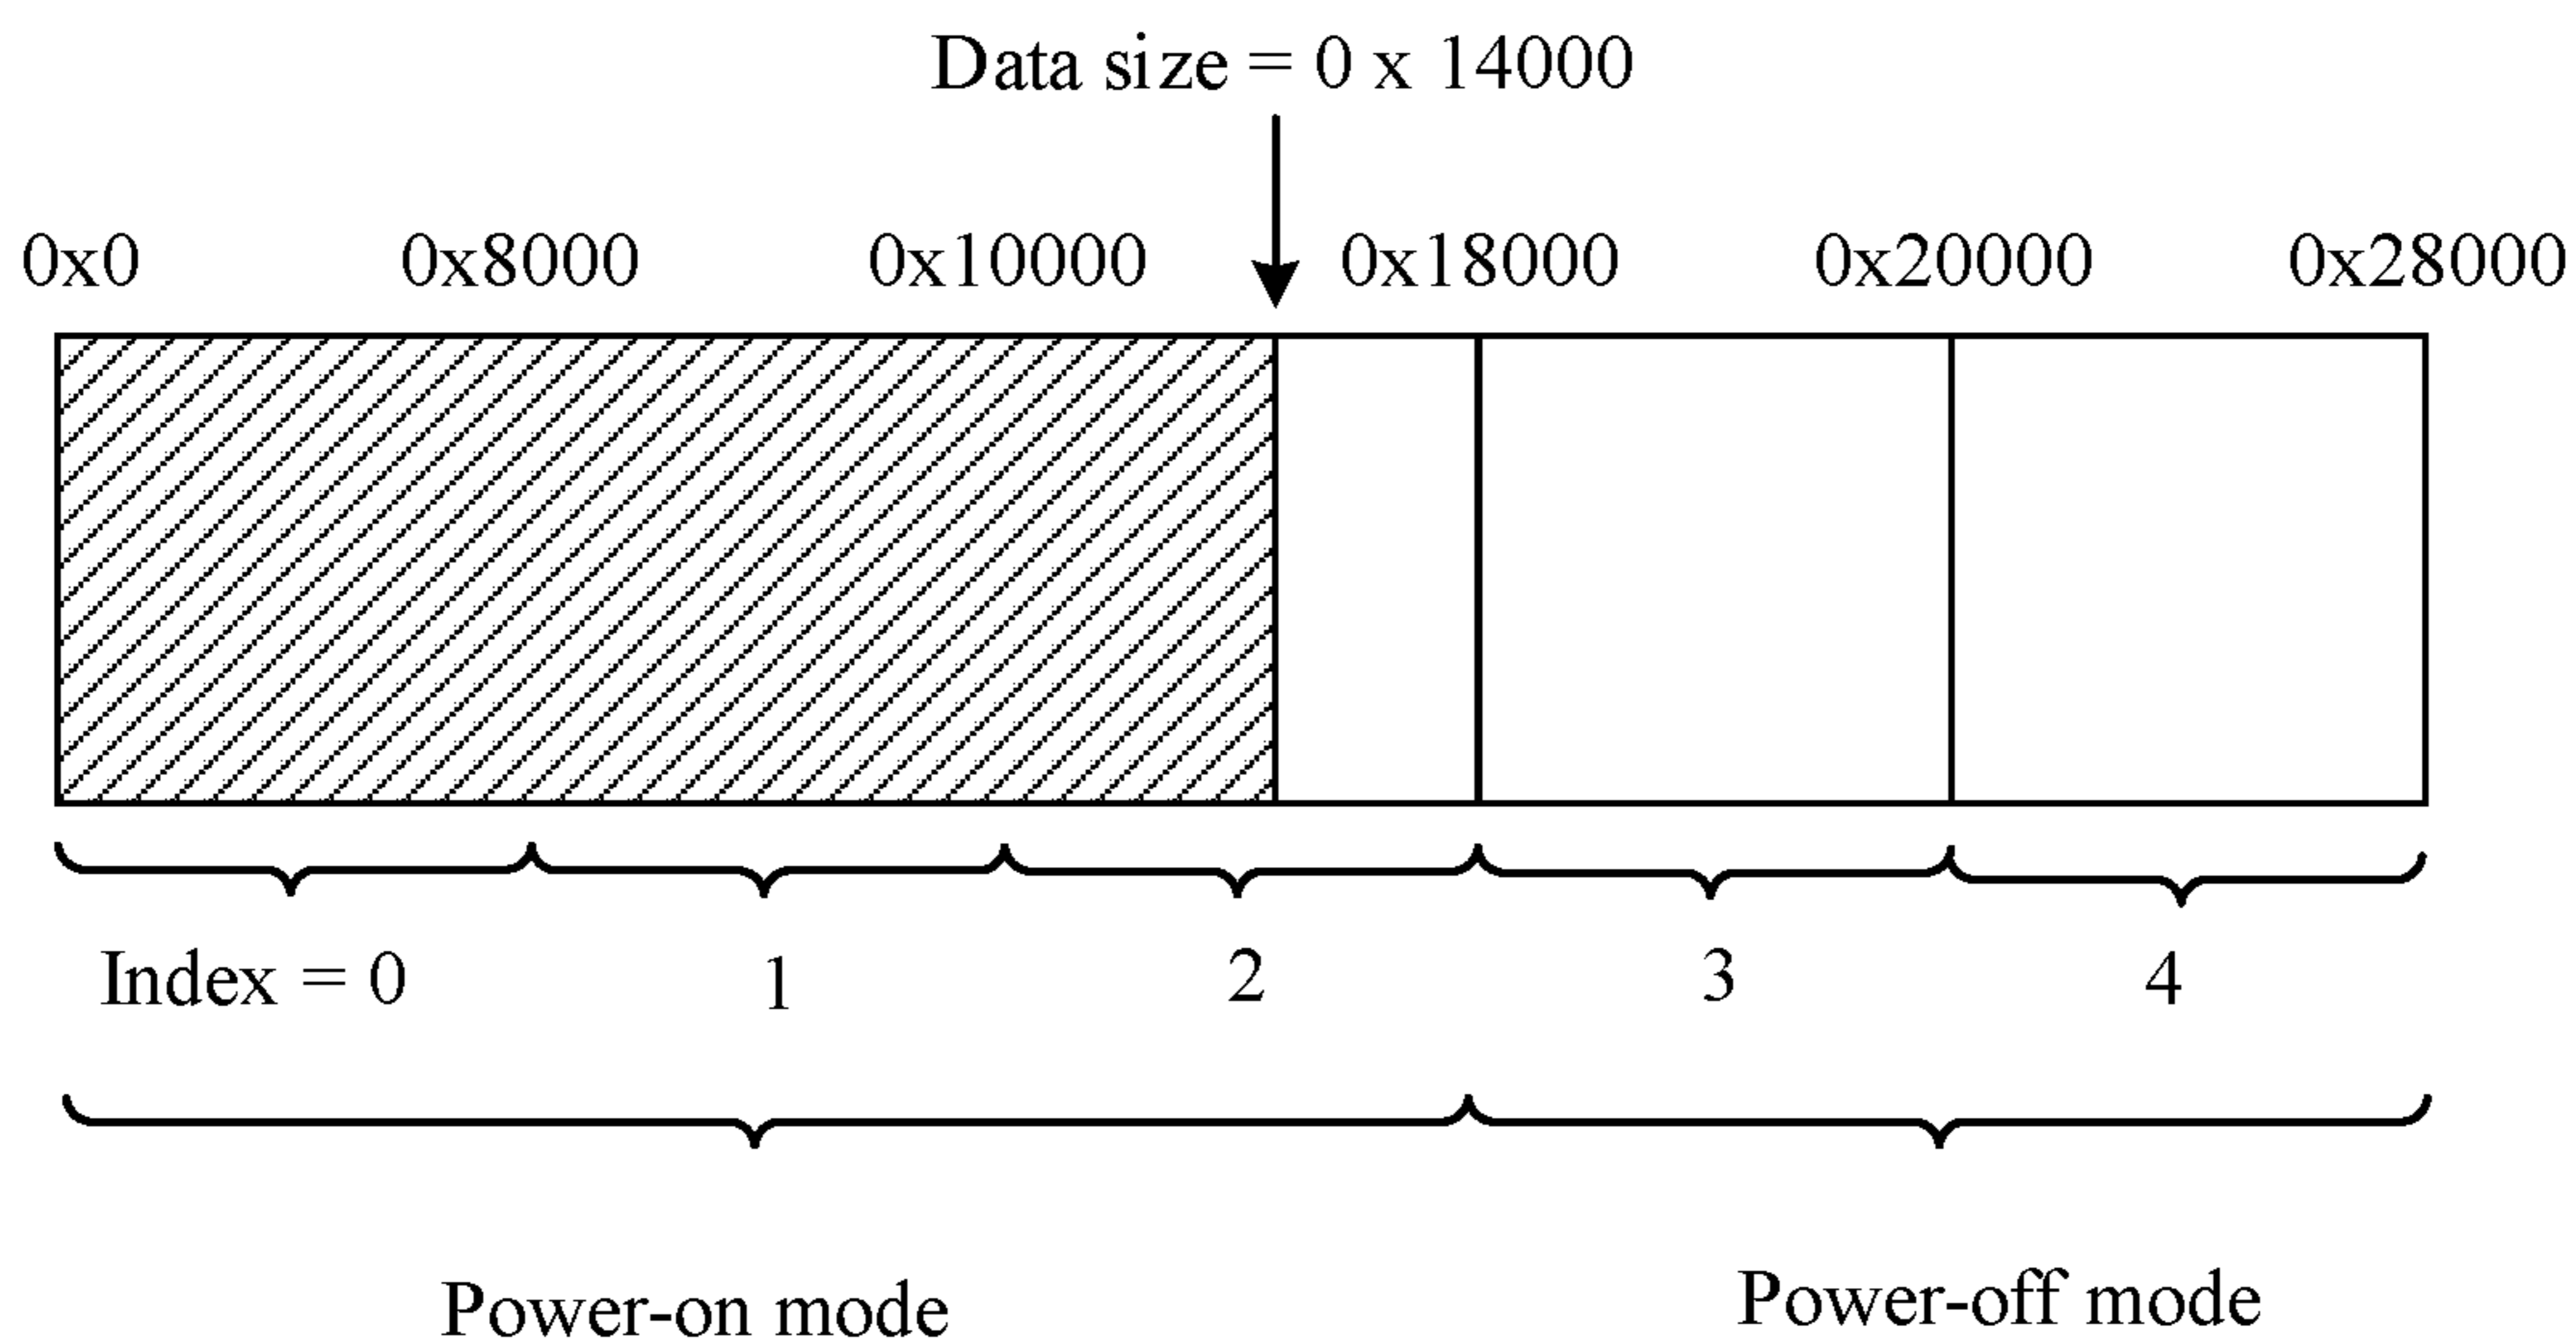 Data size = 0 x 14000
0x0 0x8000 0x10000 0x18000 0x20000 0x28000
Index = 0 1 2 3 4
Power-on mode Power-off mode